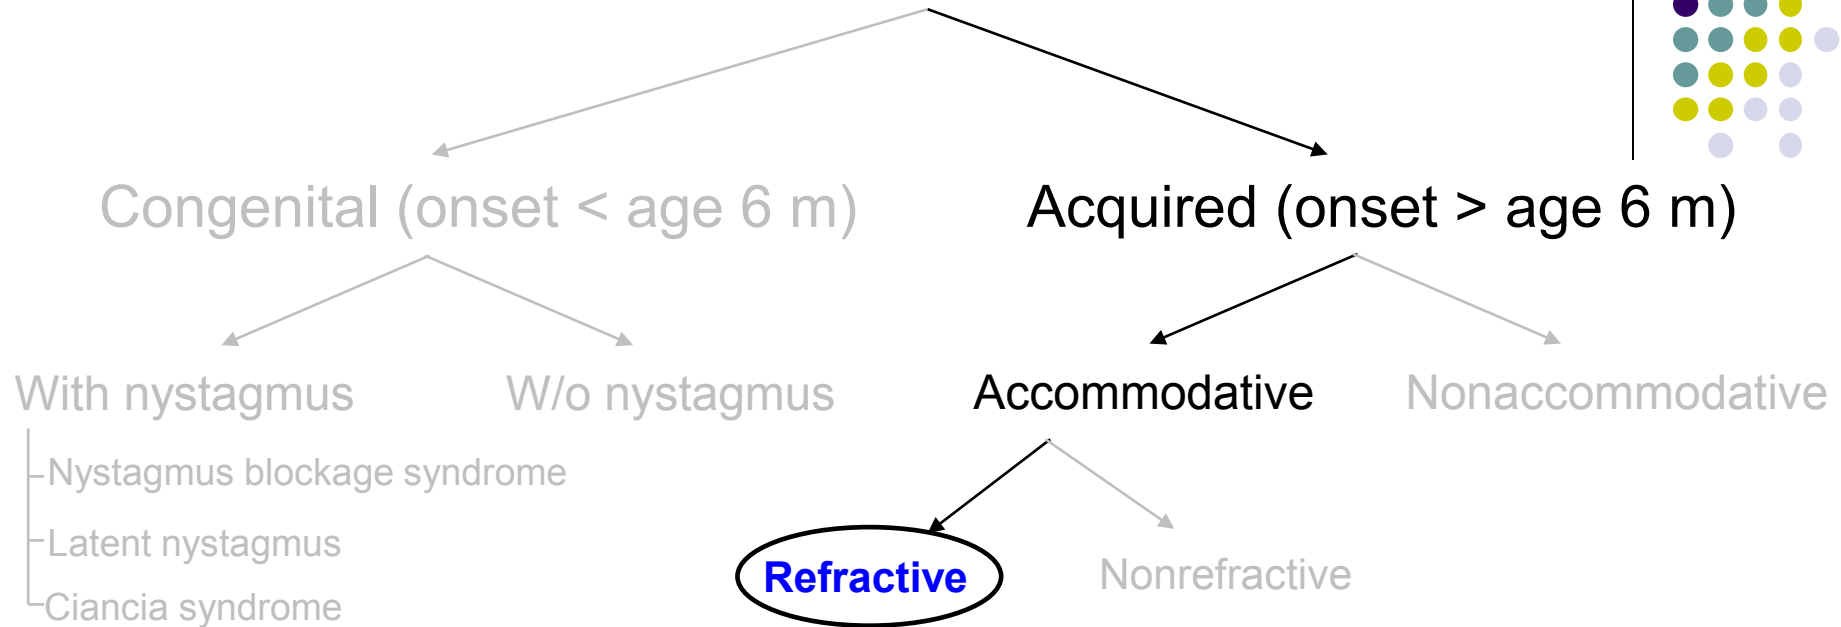 Congenital (onset < age 6 m) Acquired (onset > age 6 m)
With nystagmus W/o nystagmus Accommodative Nonaccommodative
Nystagmus blockage syndrome
Latent nystagmus
Refractive Nonrefractive
Ciancia syndrome